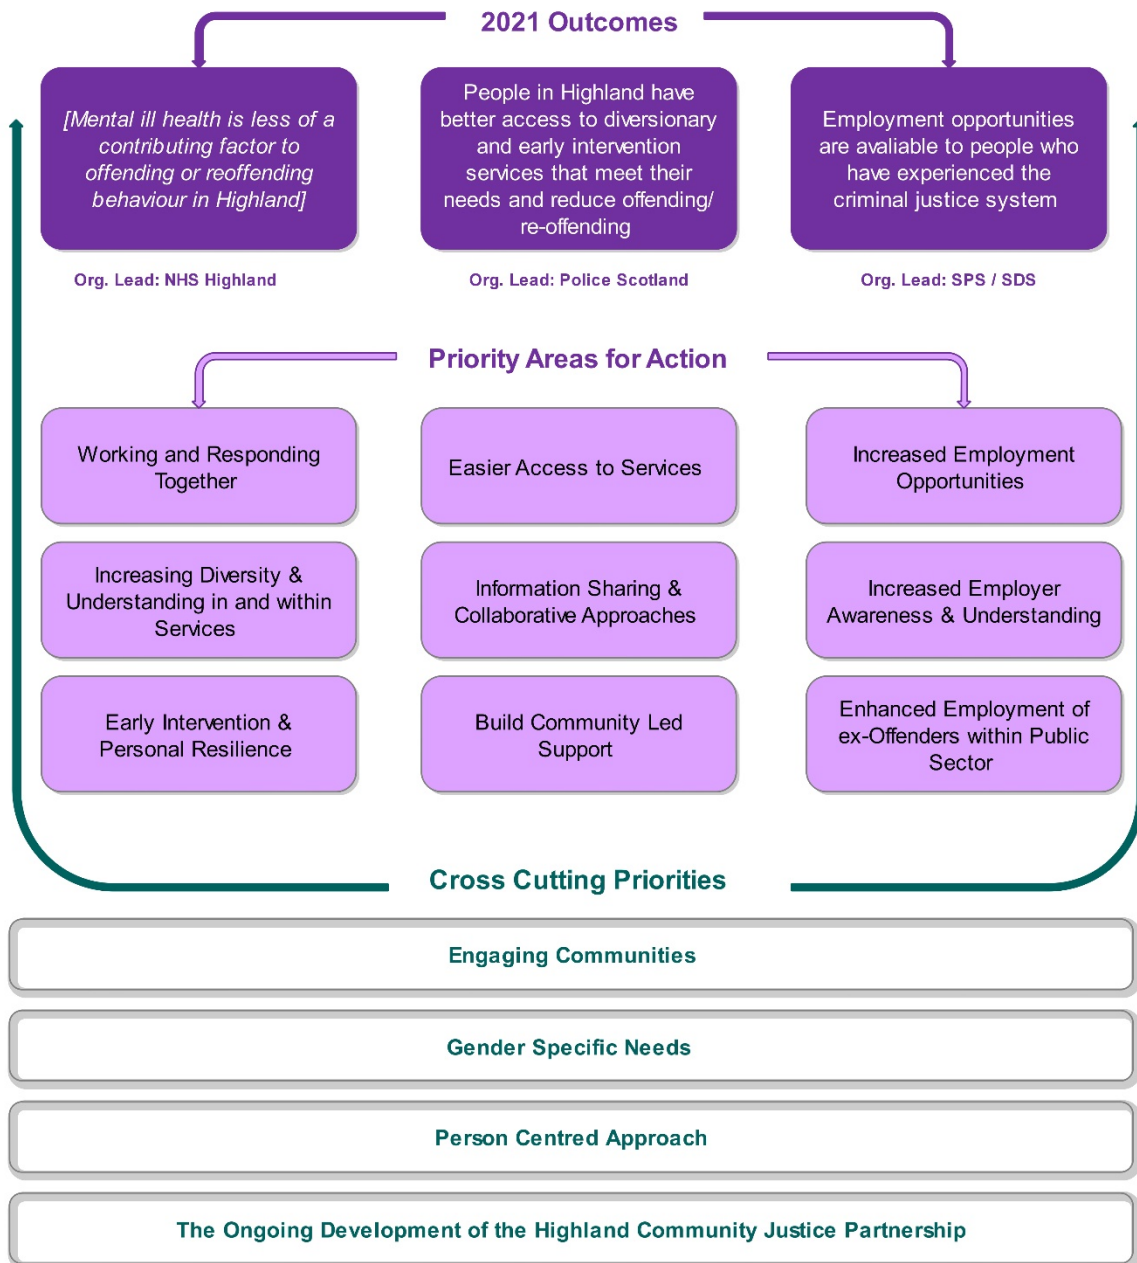 2021 Outcomes
[Mental ill health is less of a
contributing factor to
offending or reoffending
behaviour in Highland]
Org. Lead: NHS Highland
People in Highland have
better access to diversionary
and early intervention
services that meet their
needs and reduce offending/
re-offending
Org. Lead: Police Scotland
Employment opportunities
are avaliable to people who
have experienced the
criminal justice system
Org. Lead: SPS / SDS
Priority Areas for Action
Working and Responding
Together
Increasing Diversity &
Understanding in and within
Services
Early Intervention &
Personal Resilience
Easier Access to Services
Information Sharing &
Collaborative Approaches
Build Community Led
Support
Increased Employment
Opportunities
Increased Employer
Awareness & Understanding
Enhanced Employment of
ex-Offenders within Public
Sector
Cross Cutting Priorities
Engaging Communities
Gender Specific Needs
Person Centred Approach
The Ongoing Development of the Highland Community Justice Partnership